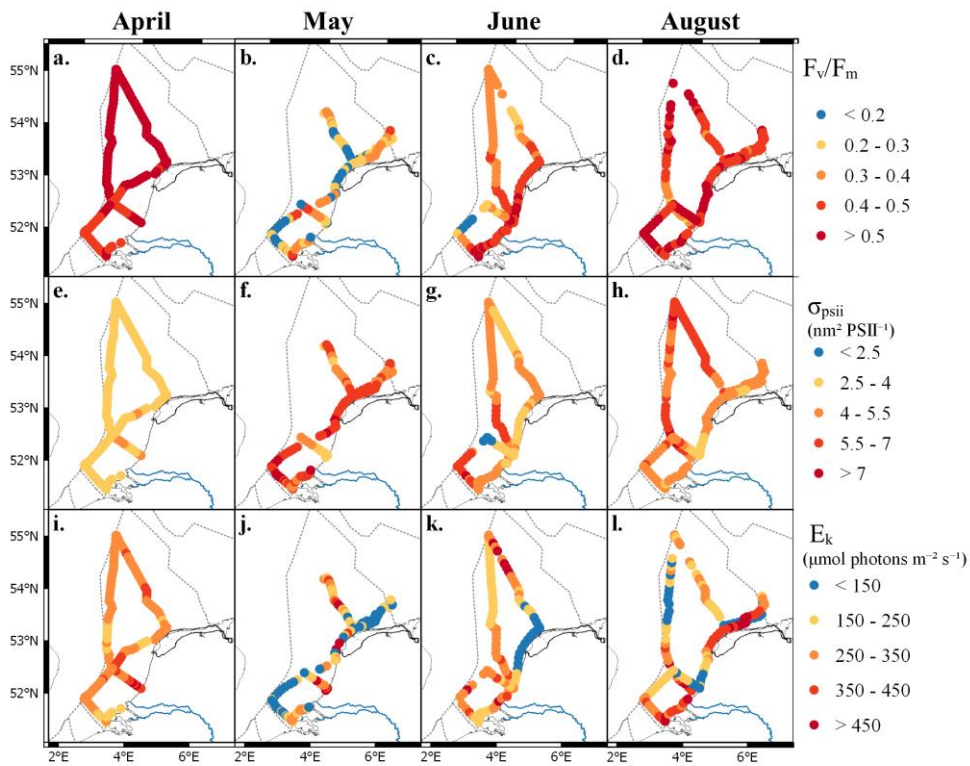 April May June August
a. b. c. d.
55°N
54°N
53°N
52°N
Fv/Fm
< 0.2
0.2 - 0.3
0.3 - 0.4
0.4 - 0.5
> 0.5
e. f. g. h.
55°N
54°N
53°N
52°N
σpsii
(nm² PSII⁻¹)
< 2.5
2.5 - 4
4 - 5.5
5.5 - 7
> 7
i. j. k. l.
55°N
54°N
53°N
52°N
Ek
(μmol photons m⁻² s⁻¹)
< 150
150 - 250
250 - 350
350 - 450
> 450
2°E 4°E 6°E 2°E 4°E 6°E 2°E 4°E 6°E 2°E 4°E 6°E